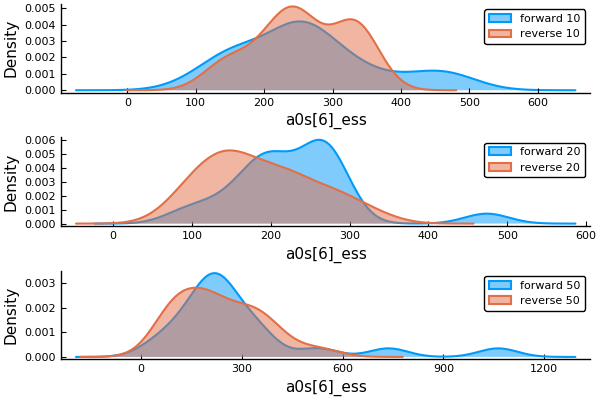 0.005
0.004
0.003
0.002
0.001
0.000
Density
forward 10
reverse 10
0 100 200 300 400 500 600
a0s[6]_ess
0.006
0.005
0.004
0.003
0.002
0.001
0.000
Density
forward 20
reverse 20
0 100 200 300 400 500 600
a0s[6]_ess
0.003
0.002
0.001
0.000
Density
forward 50
reverse 50
0 300 600 900 1200
a0s[6]_ess